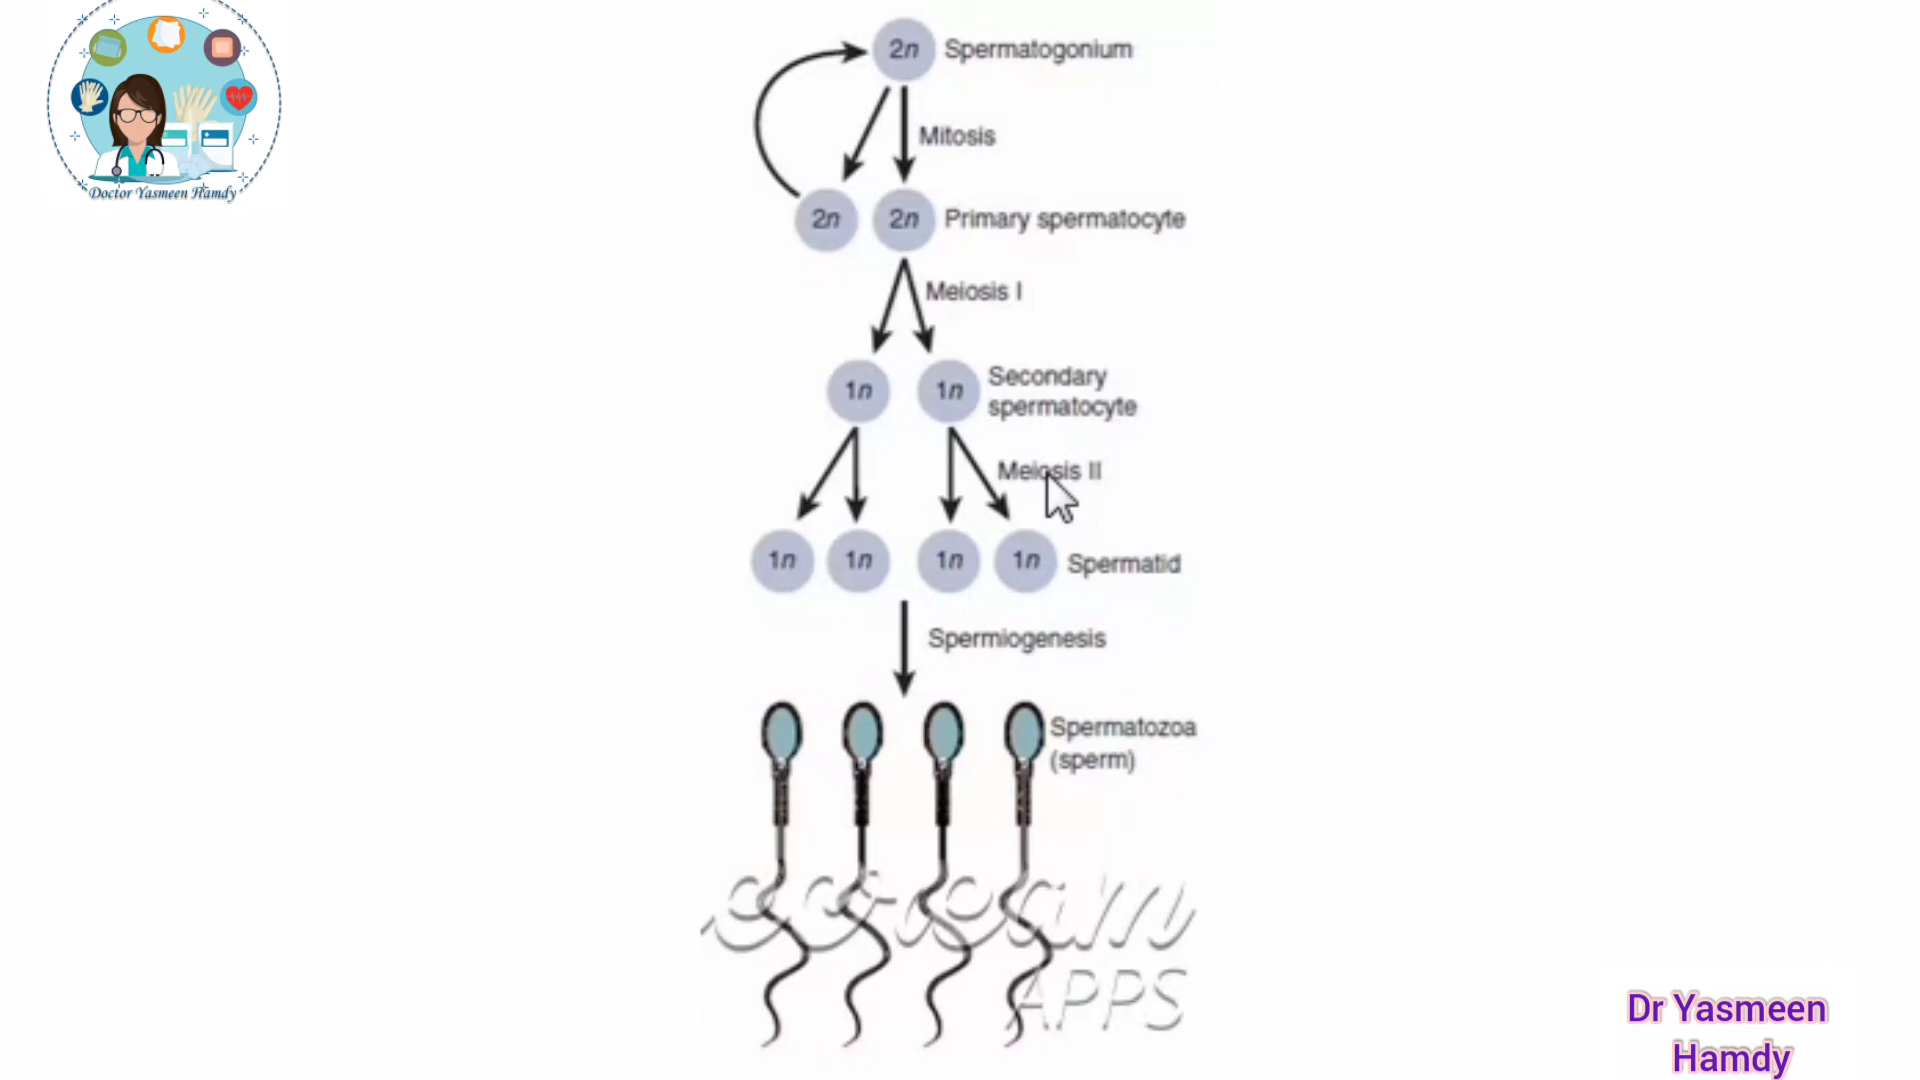 Doctor Yasmeen Hamdy
2n Spermatogonium
Mitosis
2n 2n Primary spermatocyte
Meiosis I
1n 1n Secondary
spermatocyte
Meiosis II
1n 1n 1n 1n Spermatid
Spermiogenesis
Spermatozoa
(sperm)
APPS
Dr Yasmeen
Hamdy